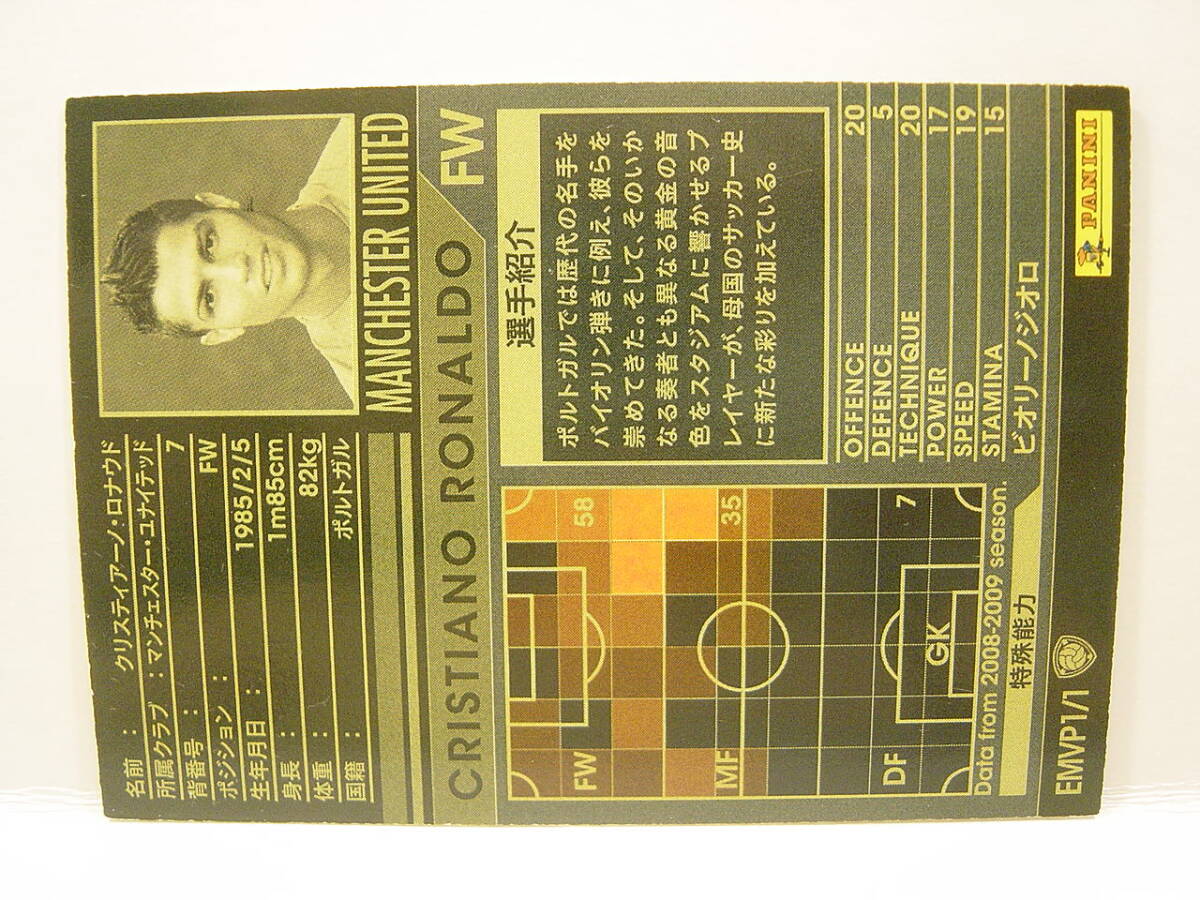 名前 : クリスティアーノ・ロナウド
所属クラブ : マンチェスター・ユナイテッド
背番号 : 7
ポジション : FW
生年月日 : 1985/2/5
身長 : 1m85cm
体重 : 82kg
国籍 : ポルトガル
MANCHESTER UNITED
CRISTIANO RONALDO FW
選手紹介
ポルトガルでは歴代の名手を
バイオリン弾きに例え、彼らを
崇めてきた。そして、そのいか
なる奏者とも異なる黄金の音
色をスタジアムに響かせるプ
レイヤーが、母国のサッカー史
に新たな彩りを加えている。
FW 58
MF 35
DF 7
GK
Data from 2008-2009 season.
OFFENCE 20
DEFENCE 5
TECHNIQUE 20
POWER 17
SPEED 19
STAMINA 15
特殊能力 ビオリーノジオロ
EMVP1/1
PANINI